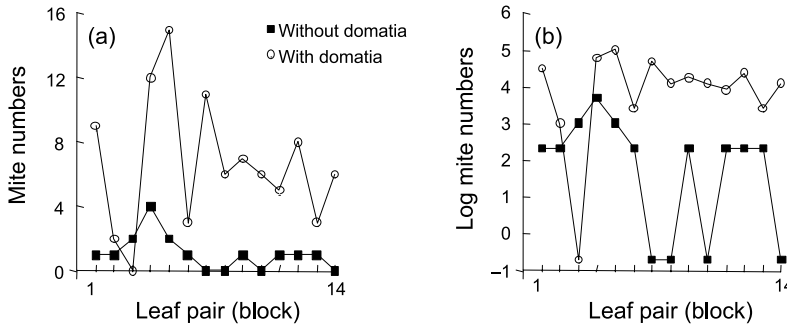 (a)
Without domatia
With domatia
Mite numbers
16
12
8
4
0
1
14
Leaf pair (block)
(b)
Log mite numbers
6
5
4
3
2
1
0
−1
1
14
Leaf pair (block)